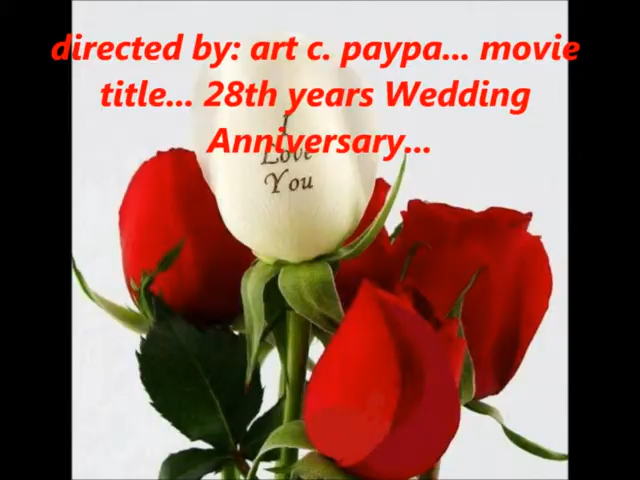 directed by: art c. paypa... movie
title... 28th years Wedding
Anniversary...
I
Love
You